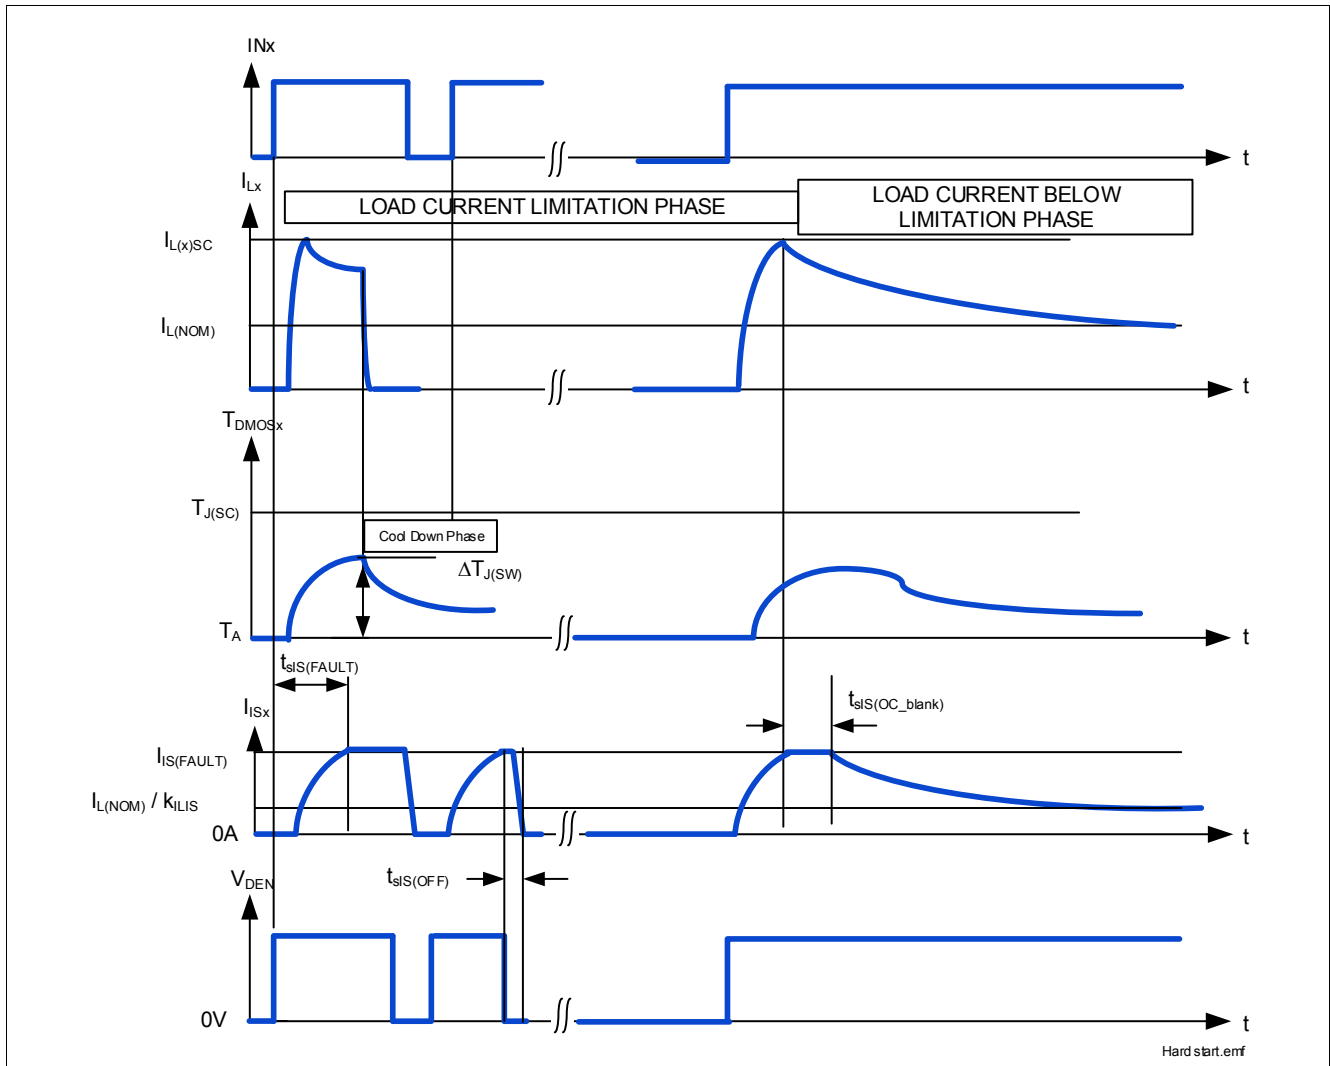 INx
t
ILx
LOAD CURRENT LIMITATION PHASE
LOAD CURRENT BELOW
LIMITATION PHASE
IL(x)SC
IL(NOM)
t
TDMOSx
TJ(SC)
Cool Down Phase
ΔTJ(SW)
TA
t
tsIS(FAULT)
IISx
tsIS(OC_blank)
IIS(FAULT)
IL(NOM) / kILIS
0A
t
VDEN
tsIS(OFF)
0V
t
Hard start.emf